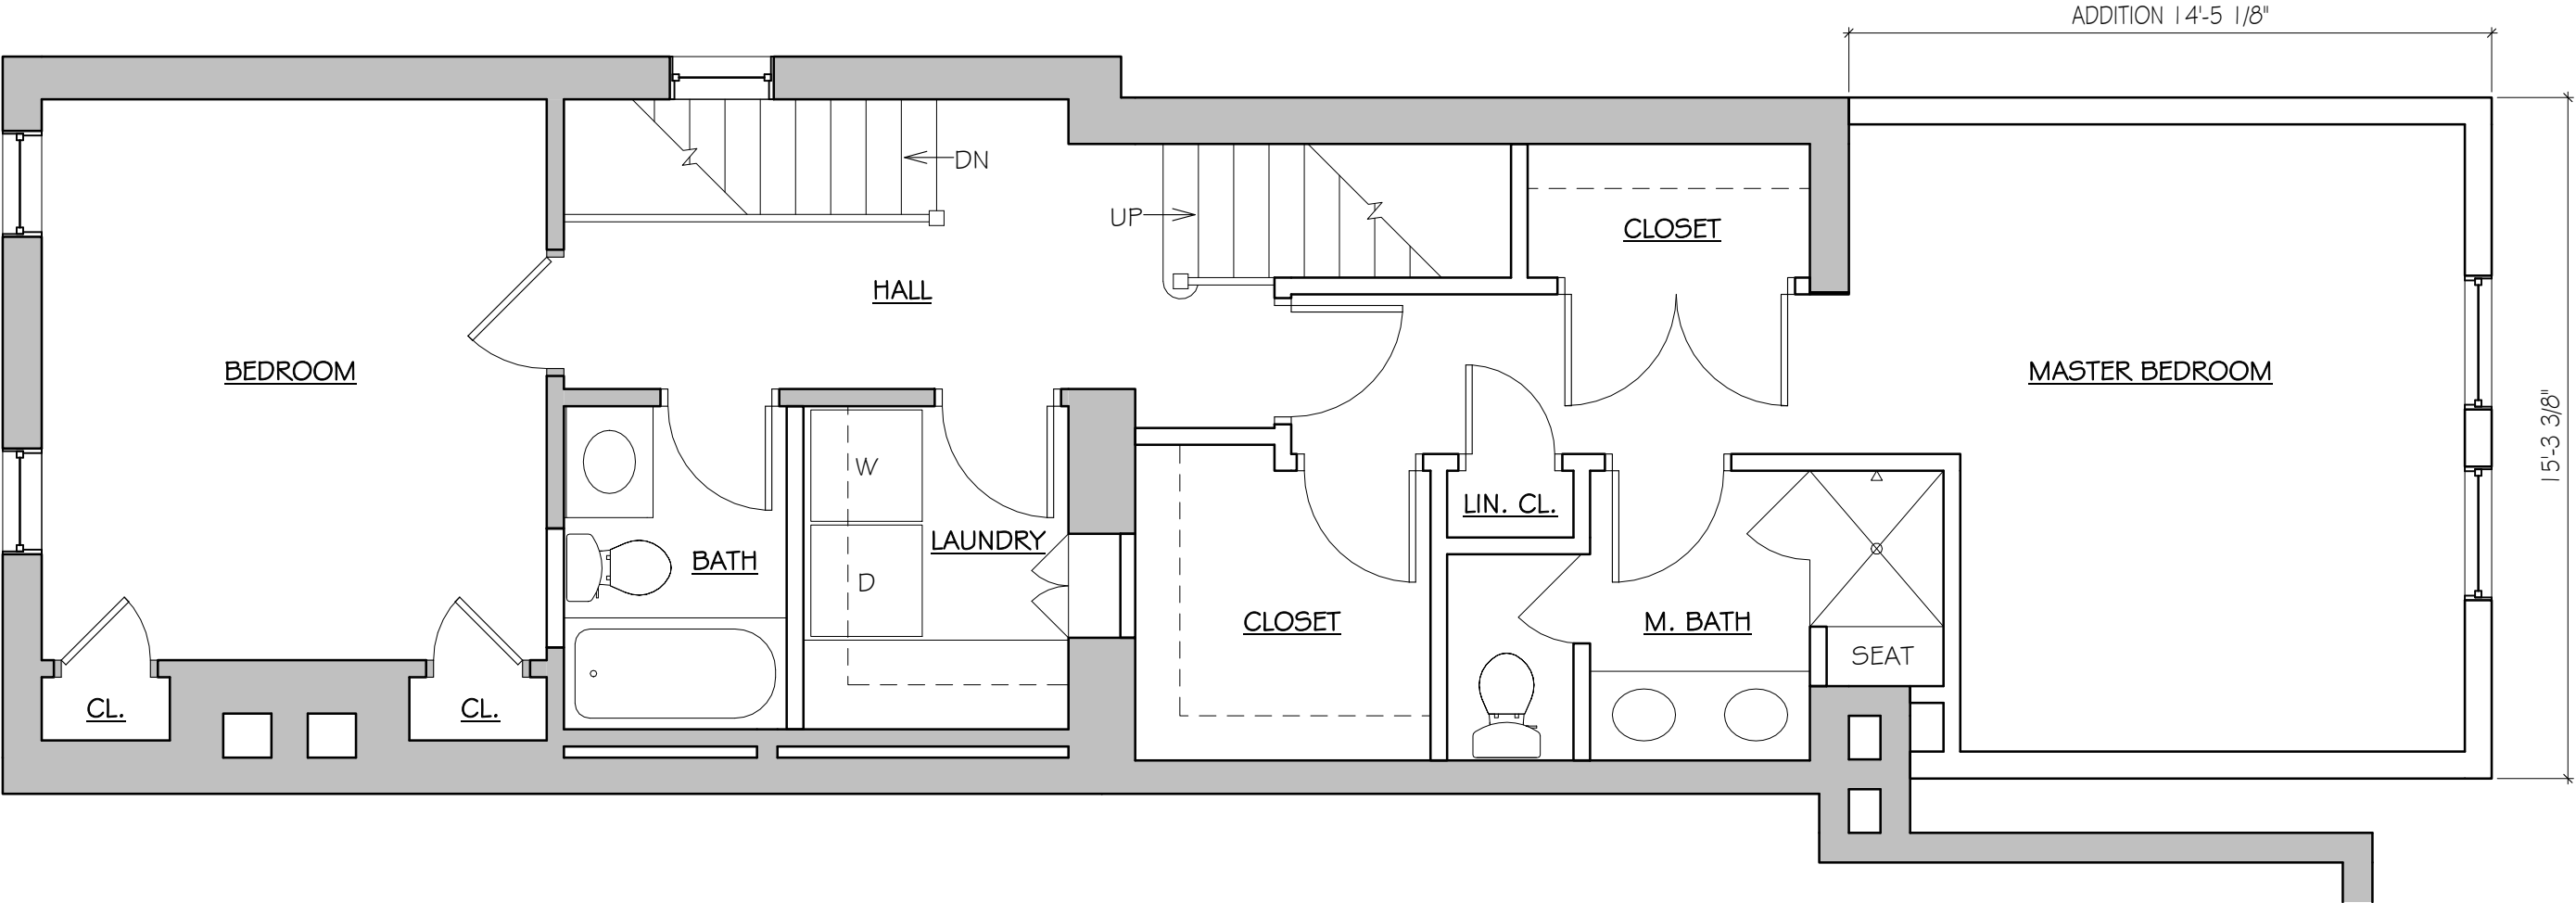 ADDITION 14'-5 1/8"
DN
UP
CLOSET
HALL
BEDROOM
MASTER BEDROOM
15'-3 3/8"
W
LIN. CL.
LAUNDRY
BATH
D
CLOSET
M. BATH
SEAT
CL.
CL.